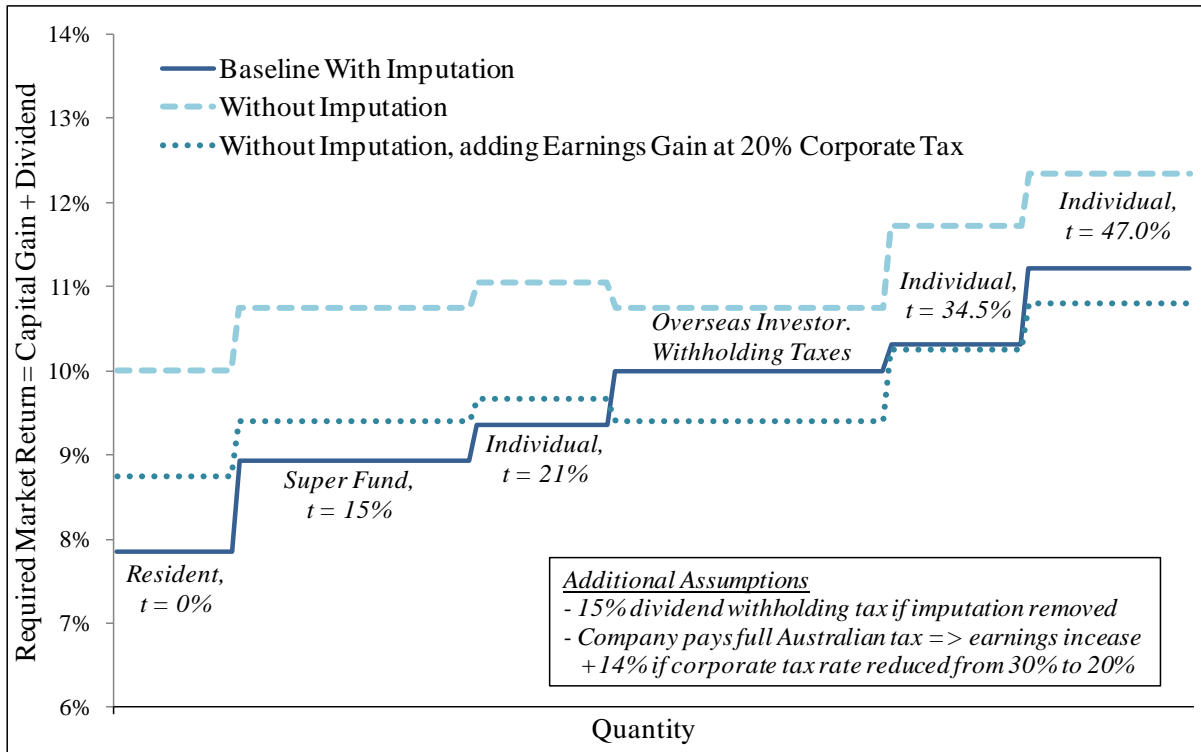 14%
13%
12%
11%
10%
9%
8%
7%
6%
Required Market Return = Capital Gain + Dividend
Baseline With Imputation
Without Imputation
Without Imputation, adding Earnings Gain at 20% Corporate Tax
Resident,
t = 0%
Super Fund,
t = 15%
Individual,
t = 21%
Overseas Investor.
Withholding Taxes
Individual,
t = 34.5%
Individual,
t = 47.0%
Additional Assumptions
- 15% dividend withholding tax if imputation removed
- Company pays full Australian tax => earnings increase
+14% if corporate tax rate reduced from 30% to 20%
Quantity